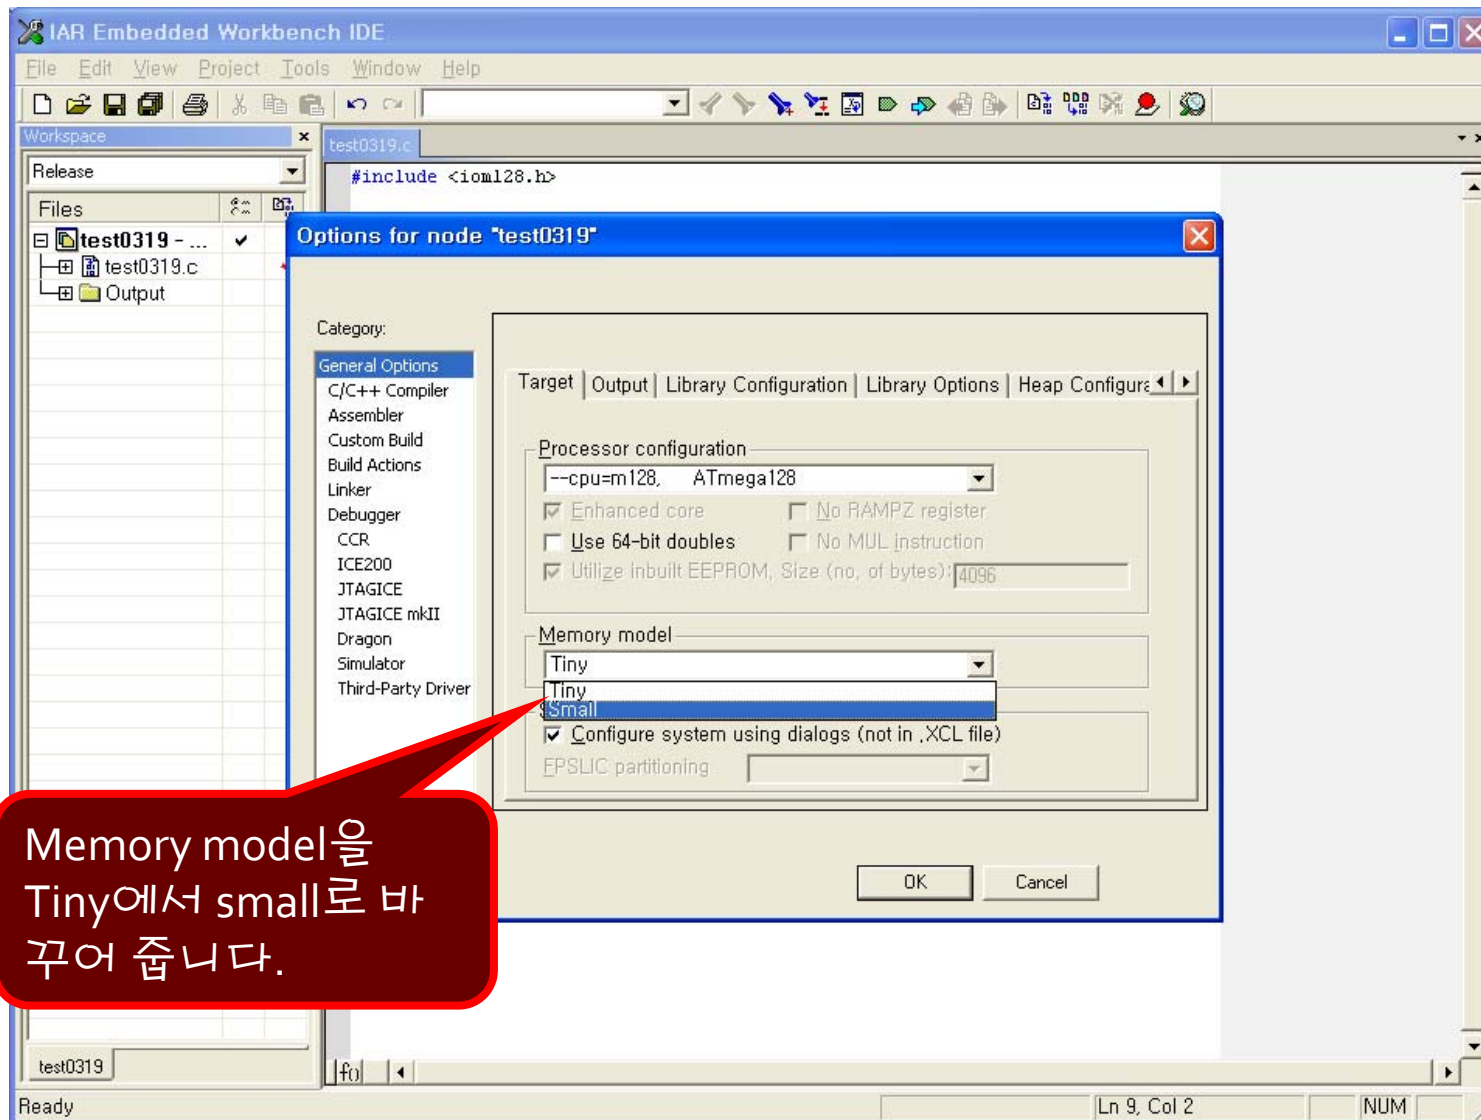 IAR Embedded Workbench IDE
File Edit View Project Tools Window Help
Workspace
test0319.c
Release
#include <iom128.h>
Files
test0319 - ...
test0319.c
Output
Options for node "test0319"
Category:
General Options
C/C++ Compiler
Assembler
Custom Build
Build Actions
Linker
Debugger
CCR
ICE200
JTAGICE
JTAGICE mkII
Dragon
Simulator
Third-Party Driver
Target Output Library Configuration Library Options Heap Configura
Processor configuration
--cpu=m128, ATmega128
Enhanced core No RAMPZ register
Use 64-bit doubles No MUL instruction
Utilize inbuilt EEPROM, Size (no, of bytes): 4096
Memory model
Tiny
Tiny
Small
Configure system using dialogs (not in ,XCL file)
FPSLIC partitioning
OK Cancel
Memory model을
Tiny에서 small로 바
꾸어 줍니다.
test0319
f()
Ready
Ln 9, Col 2
NUM